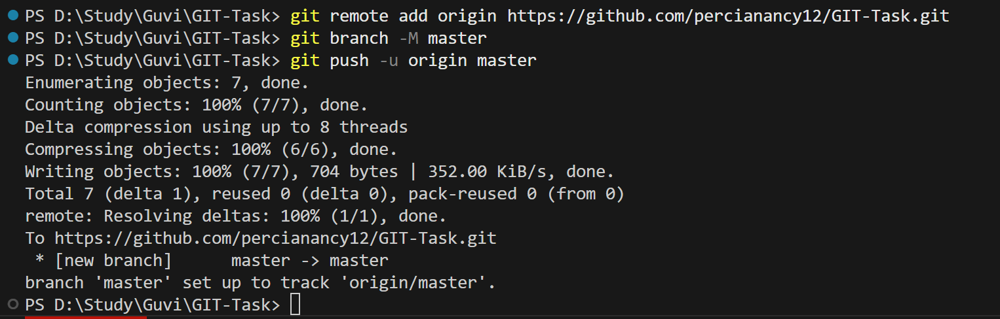 PS D:\Study\Guvi\GIT-Task> git remote add origin https://github.com/percianancy12/GIT-Task.git
PS D:\Study\Guvi\GIT-Task> git branch -M master
PS D:\Study\Guvi\GIT-Task> git push -u origin master
Enumerating objects: 7, done.
Counting objects: 100% (7/7), done.
Delta compression using up to 8 threads
Compressing objects: 100% (6/6), done.
Writing objects: 100% (7/7), 704 bytes | 352.00 KiB/s, done.
Total 7 (delta 1), reused 0 (delta 0), pack-reused 0 (from 0)
remote: Resolving deltas: 100% (1/1), done.
To https://github.com/percianancy12/GIT-Task.git
 * [new branch]      master -> master
branch 'master' set up to track 'origin/master'.
PS D:\Study\Guvi\GIT-Task>